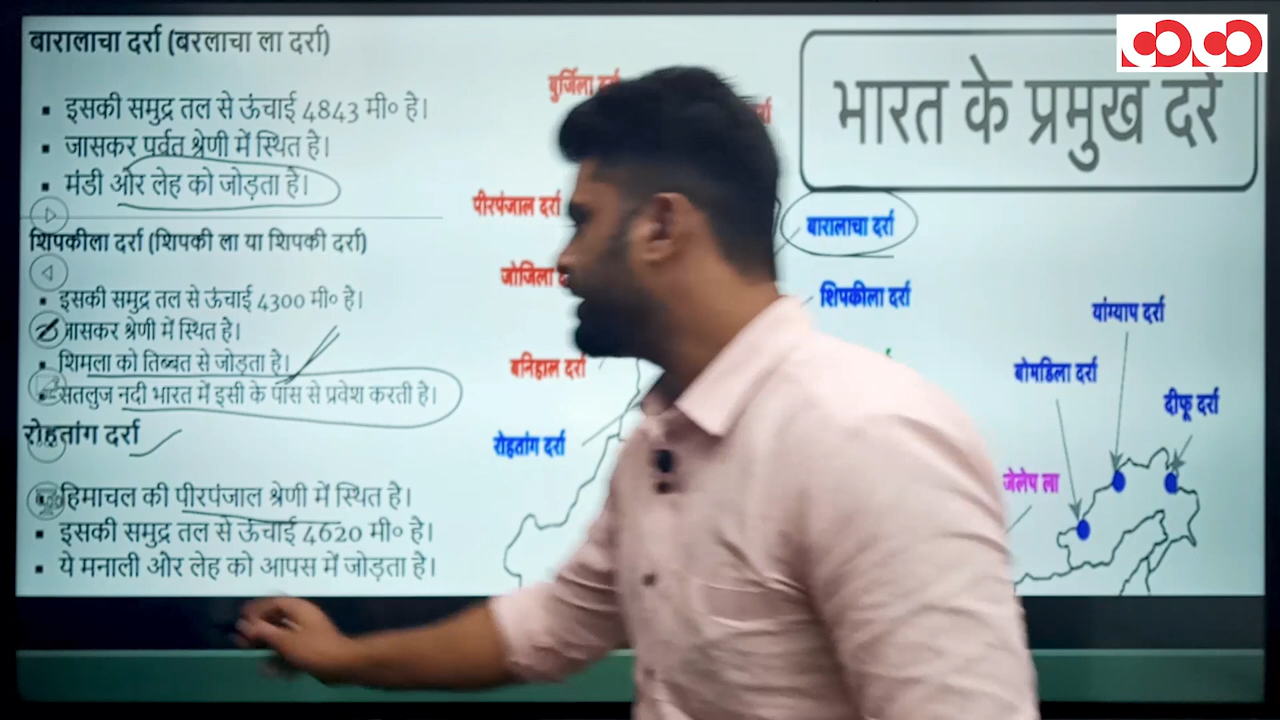 बारालाचा दर्रा (बरलाचा ला दर्रा)
▪ इसकी समुद्र तल से ऊंचाई 4843 मी० है।
▪ जासकर पर्वत श्रेणी में स्थित है।
▪ मंडी और लेह को जोड़ता है।
शिपकीला दर्रा (शिपकी ला या शिपकी दर्रा)
▪ इसकी समुद्र तल से ऊंचाई 4300 मी० है।
श्रेणी में स्थित है।
▪ शिमला को तिब्बत से जोड़ता है।
सतलुज नदी भारत में इसी के पास से प्रवेश करती है।
रोहतांग दर्रा
हिमाचल की पीरपंजाल श्रेणी में स्थित है।
▪ इसकी समुद्र तल से ऊंचाई 4620 मी० है।
▪ ये मनाली और लेह को आपस में जोड़ता है।
भारत के प्रमुख दर्रे
बुर्जिला
पीरपंजाल दर्रा
बारालाचा दर्रा
जोजिला
शिपकीला दर्रा
यांग्याप दर्रा
बनिहाल दर्रा
बोमडिला दर्रा
दीफू दर्रा
रोहतांग दर्रा
जेलेप ला